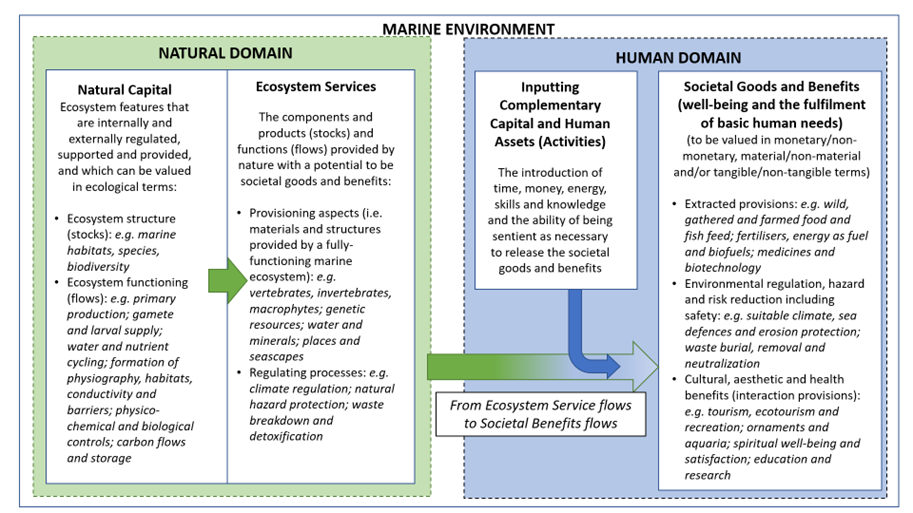 MARINE ENVIRONMENT
NATURAL DOMAIN
Natural Capital
Ecosystem features that
are internally and
externally regulated,
supported and provided,
and which can be valued
in ecological terms:
• Ecosystem structure
(stocks): e.g. marine
habitats, species,
biodiversity
• Ecosystem functioning
(flows): e.g. primary
production; gamete
and larval supply;
water and nutrient
cycling; formation of
physiography, habitats,
conductivity and
barriers; physico-
chemical and biological
controls; carbon flows
and storage
Ecosystem Services
The components and
products (stocks) and
functions (flows) provided by
nature with a potential to be
societal goods and benefits:
• Provisioning aspects (i.e.
materials and structures
provided by a fully-
functioning marine
ecosystem): e.g.
vertebrates, invertebrates,
macrophytes; genetic
resources; water and
minerals; places and
seascapes
• Regulating processes: e.g.
climate regulation; natural
hazard protection; waste
breakdown and
detoxification
HUMAN DOMAIN
Inputting
Complementary
Capital and Human
Assets (Activities)
The introduction of
time, money, energy,
skills and knowledge
and the ability of being
sentient as necessary
to release the societal
goods and benefits
From Ecosystem Service flows
to Societal Benefits flows
Societal Goods and Benefits
(well-being and the fulfilment
of basic human needs)
(to be valued in monetary/non-
monetary, material/non-material
and/or tangible/non-tangible terms)
• Extracted provisions: e.g. wild,
gathered and farmed food and
fish feed; fertilisers, energy as fuel
and biofuels; medicines and
biotechnology
• Environmental regulation, hazard
and risk reduction including
safety: e.g. suitable climate, sea
defences and erosion protection;
waste burial, removal and
neutralization
• Cultural, aesthetic and health
benefits (interaction provisions):
e.g. tourism, ecotourism and
recreation; ornaments and
aquaria; spiritual well-being and
satisfaction; education and
research